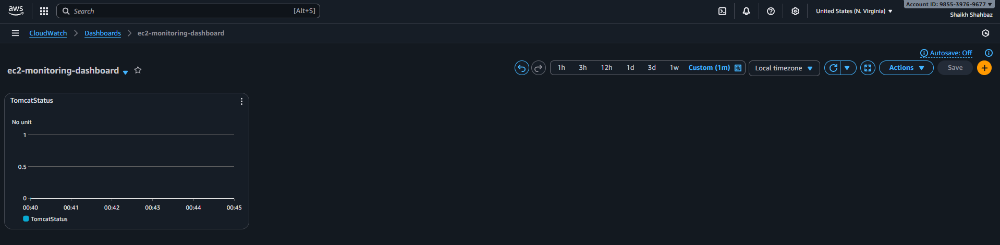 aws
Search [Alt+S]
United States (N. Virginia)
Account ID: 9855-3976-9677
Shaikh Shahbaz
CloudWatch
Dashboards
ec2-monitoring-dashboard
Autosave: Off
ec2-monitoring-dashboard
1h 3h 12h 1d 3d 1w Custom (1m)
Local timezone
Actions
Save
TomcatStatus
No unit
1
0.5
0
00:40 00:41 00:42 00:43 00:44 00:45
TomcatStatus